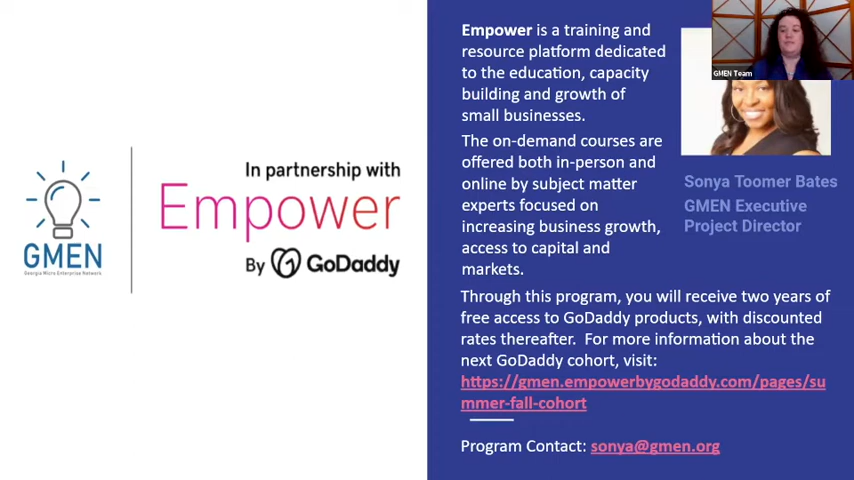 GMEN
Georgia Micro Enterprise Network
In partnership with
Empower
By GoDaddy
Empower is a training and
resource platform dedicated
to the education, capacity
building and growth of
small businesses.
The on-demand courses are
offered both in-person and
online by subject matter
experts focused on
increasing business growth,
access to capital and
markets.
Through this program, you will receive two years of
free access to GoDaddy products, with discounted
rates thereafter. For more information about the
next GoDaddy cohort, visit:
https://gmen.empowerbygodaddy.com/pages/su
mmer-fall-cohort
Program Contact: sonya@gmen.org
GMEN Team
Sonya Toomer Bates
GMEN Executive
Project Director